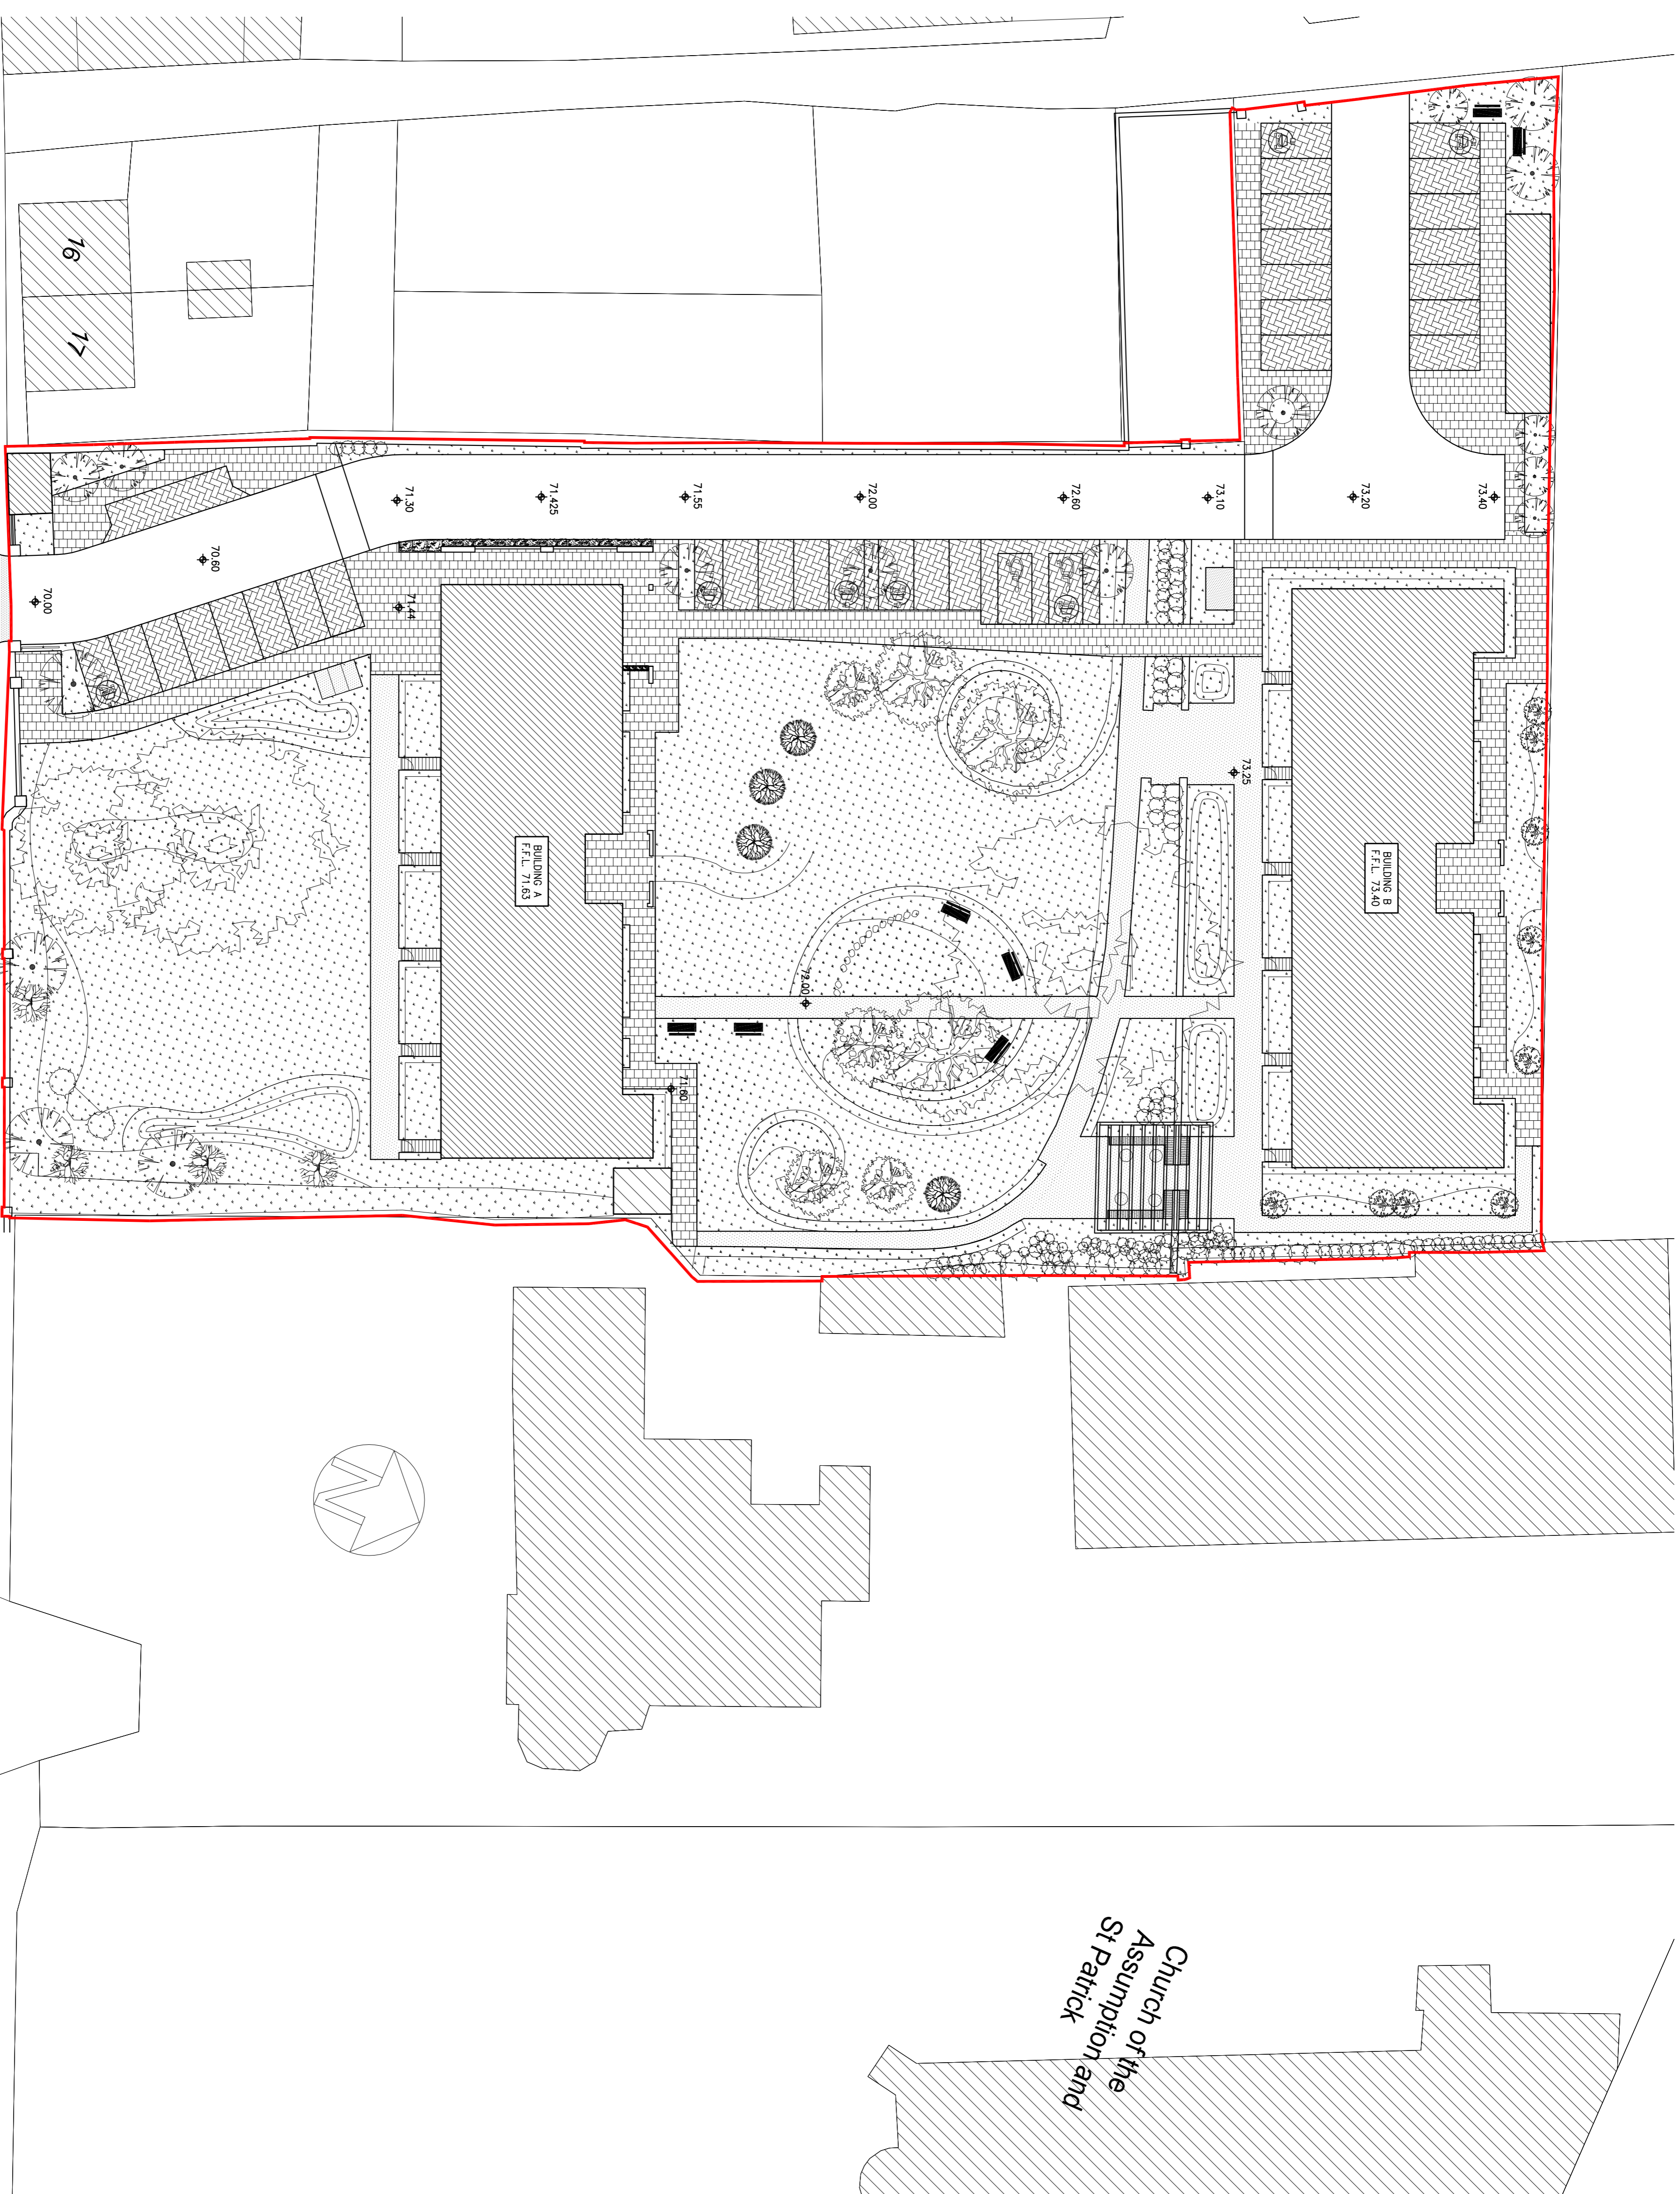 16
17
73.40
73.20
73.10
72.60
72.00
71.55
71.425
71.30
70.60
70.00
71.44
73.25
BUILDING B
F.F.L. 73.40
BUILDING A
F.F.L. 71.63
72.00
71.60
N
Church of the
Assumption and
St Patrick